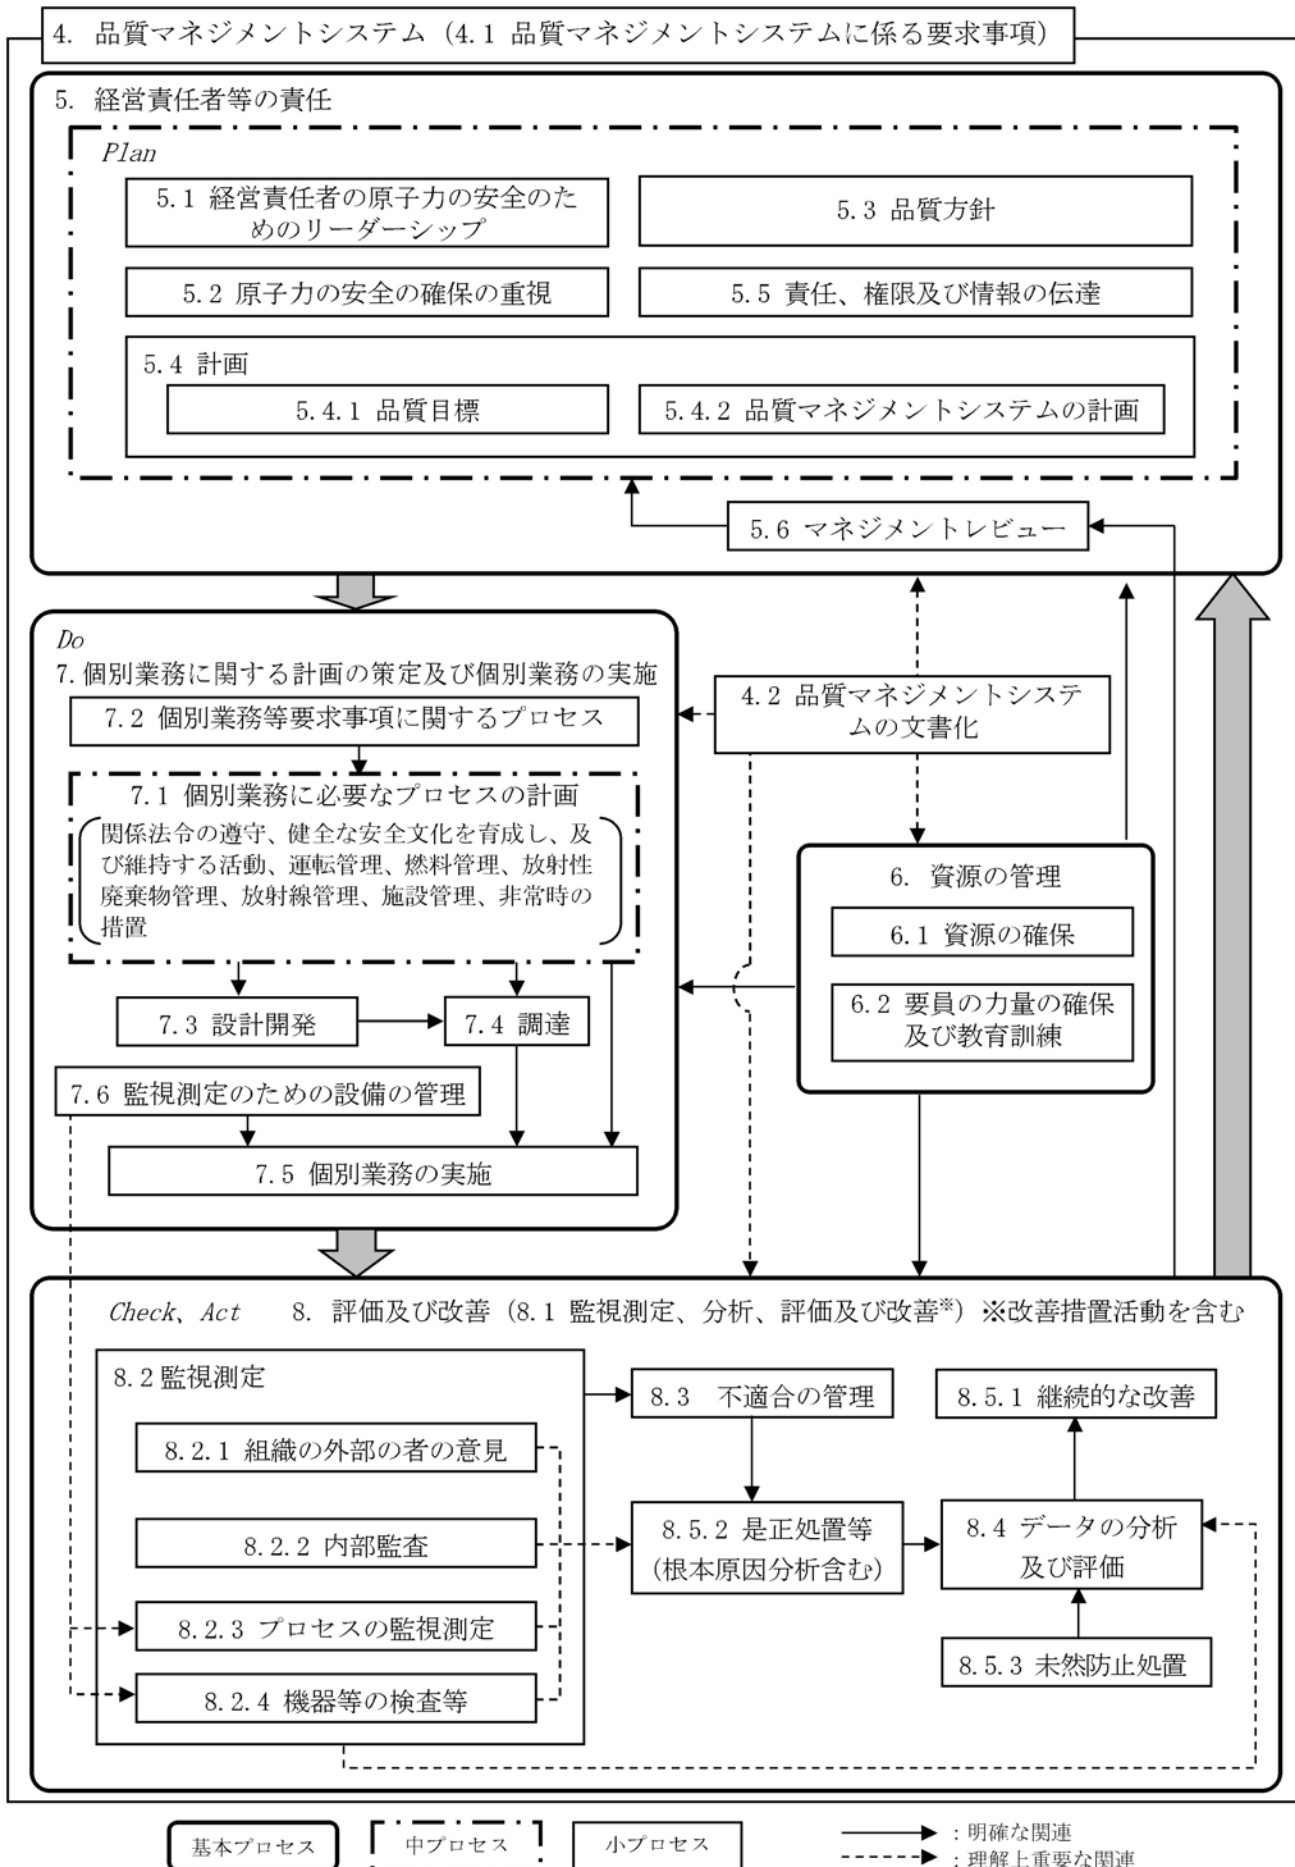 4. 品質マネジメントシステム（4.1 品質マネジメントシステムに係る要求事項）
5. 経営責任者等の責任
Plan
5.1 経営責任者の原子力の安全のた
めのリーダーシップ
5.3 品質方針
5.2 原子力の安全の確保の重視
5.5 責任、権限及び情報の伝達
5.4 計画
5.4.1 品質目標
5.4.2 品質マネジメントシステムの計画
5.6 マネジメントレビュー
Do
7. 個別業務に関する計画の策定及び個別業務の実施
7.2 個別業務等要求事項に関するプロセス
7.1 個別業務に必要なプロセスの計画
関係法令の遵守、健全な安全文化を育成し、及
び維持する活動、運転管理、燃料管理、放射性
廃棄物管理、放射線管理、施設管理、非常時の
措置
7.3 設計開発
7.4 調達
7.6 監視測定のための設備の管理
7.5 個別業務の実施
4.2 品質マネジメントシステ
ムの文書化
6. 資源の管理
6.1 資源の確保
6.2 要員の力量の確保
及び教育訓練
Check、Act 8. 評価及び改善（8.1 監視測定、分析、評価及び改善※）※改善措置活動を含む
8.2 監視測定
8.2.1 組織の外部の者の意見
8.2.2 内部監査
8.2.3 プロセスの監視測定
8.2.4 機器等の検査等
8.3 不適合の管理
8.5.2 是正処置等
（根本原因分析含む）
8.5.1 継続的な改善
8.4 データの分析
及び評価
8.5.3 未然防止処置
基本プロセス
中プロセス
小プロセス
：明確な関連
：理解上重要な関連